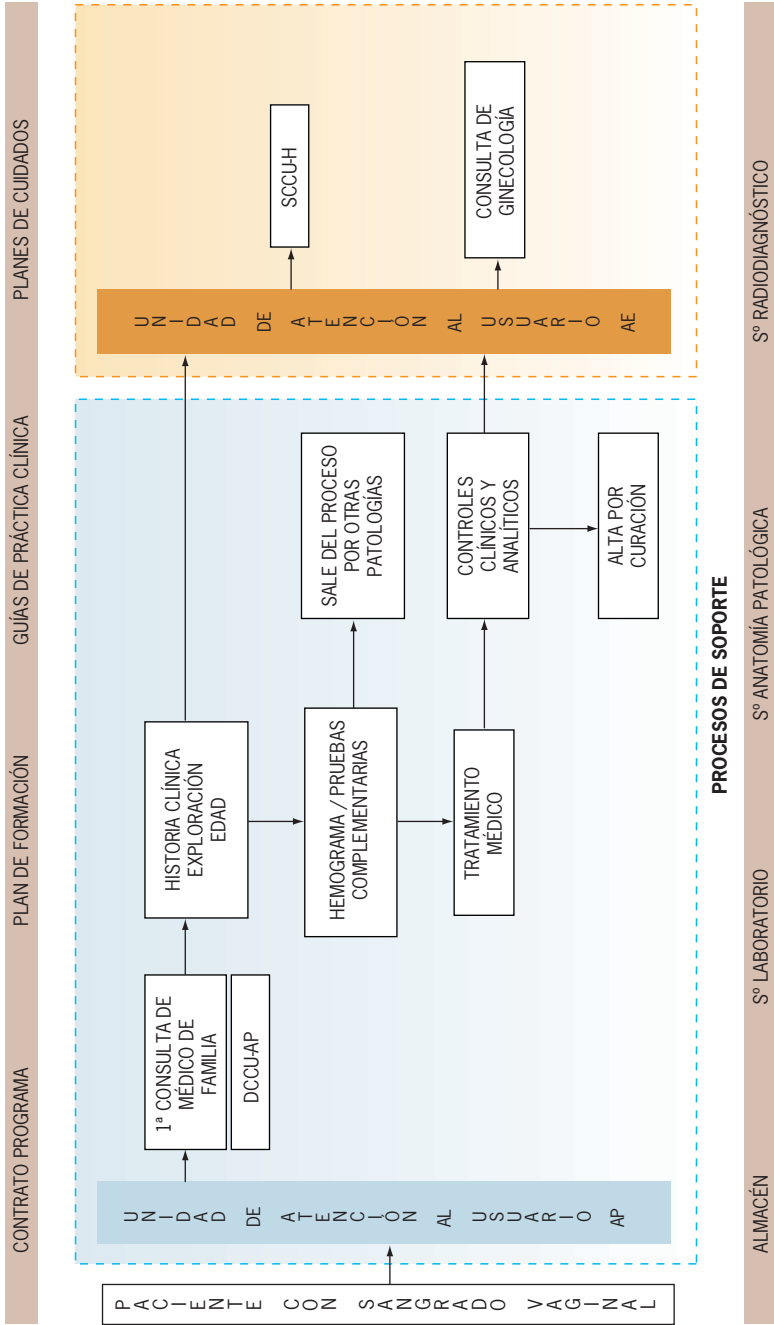 CONTRATO PROGRAMA
PLAN DE FORMACIÓN
GUÍAS DE PRÁCTICA CLÍNICA
PLANES DE CUIDADOS
PACIENTE CON SANGRADO VAGINAL
UNIDAD DE ATENCIÓN AL USUARIO AP
1ª CONSULTA DE
MÉDICO DE
FAMILIA
DCCU-AP
HISTORIA CLÍNICA
EXPLORACIÓN
EDAD
HEMOGRAMA / PRUEBAS
COMPLEMENTARIAS
TRATAMIENTO
MÉDICO
SALE DEL PROCESO
POR OTRAS
PATOLOGÍAS
CONTROLES
CLÍNICOS Y
ANALÍTICOS
ALTA POR
CURACIÓN
UNIDAD DE ATENCIÓN AL USUARIO AE
SCCU-H
CONSULTA DE
GINECOLOGÍA
PROCESOS DE SOPORTE
ALMACÉN
Sº LABORATORIO
Sº ANATOMÍA PATOLÓGICA
Sº RADIODIAGNÓSTICO